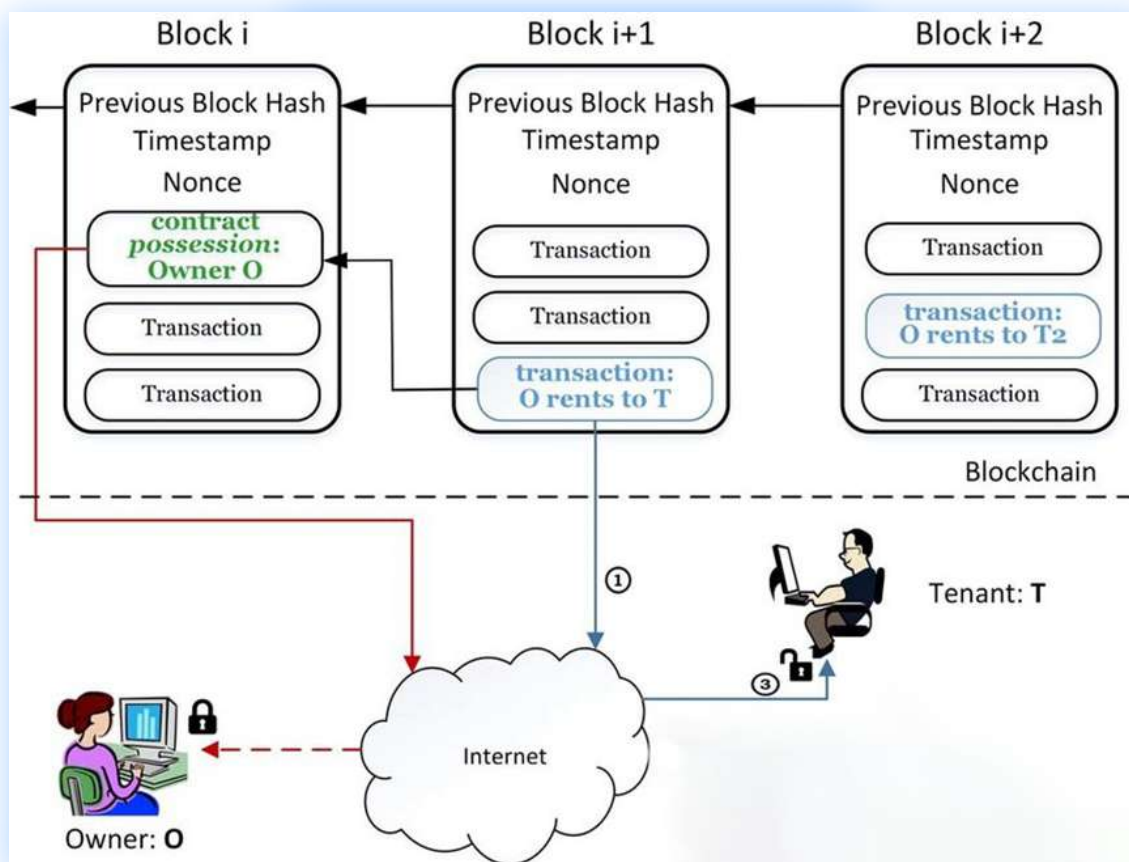 Block i
Block i+1
Block i+2
Previous Block Hash
Timestamp
Nonce
contract
possession:
Owner O
Transaction
Transaction
Previous Block Hash
Timestamp
Nonce
Transaction
Transaction
transaction:
O rents to T
Previous Block Hash
Timestamp
Nonce
Transaction
transaction:
O rents to T2
Transaction
Blockchain
1
Tenant: T
3
Internet
Owner: O